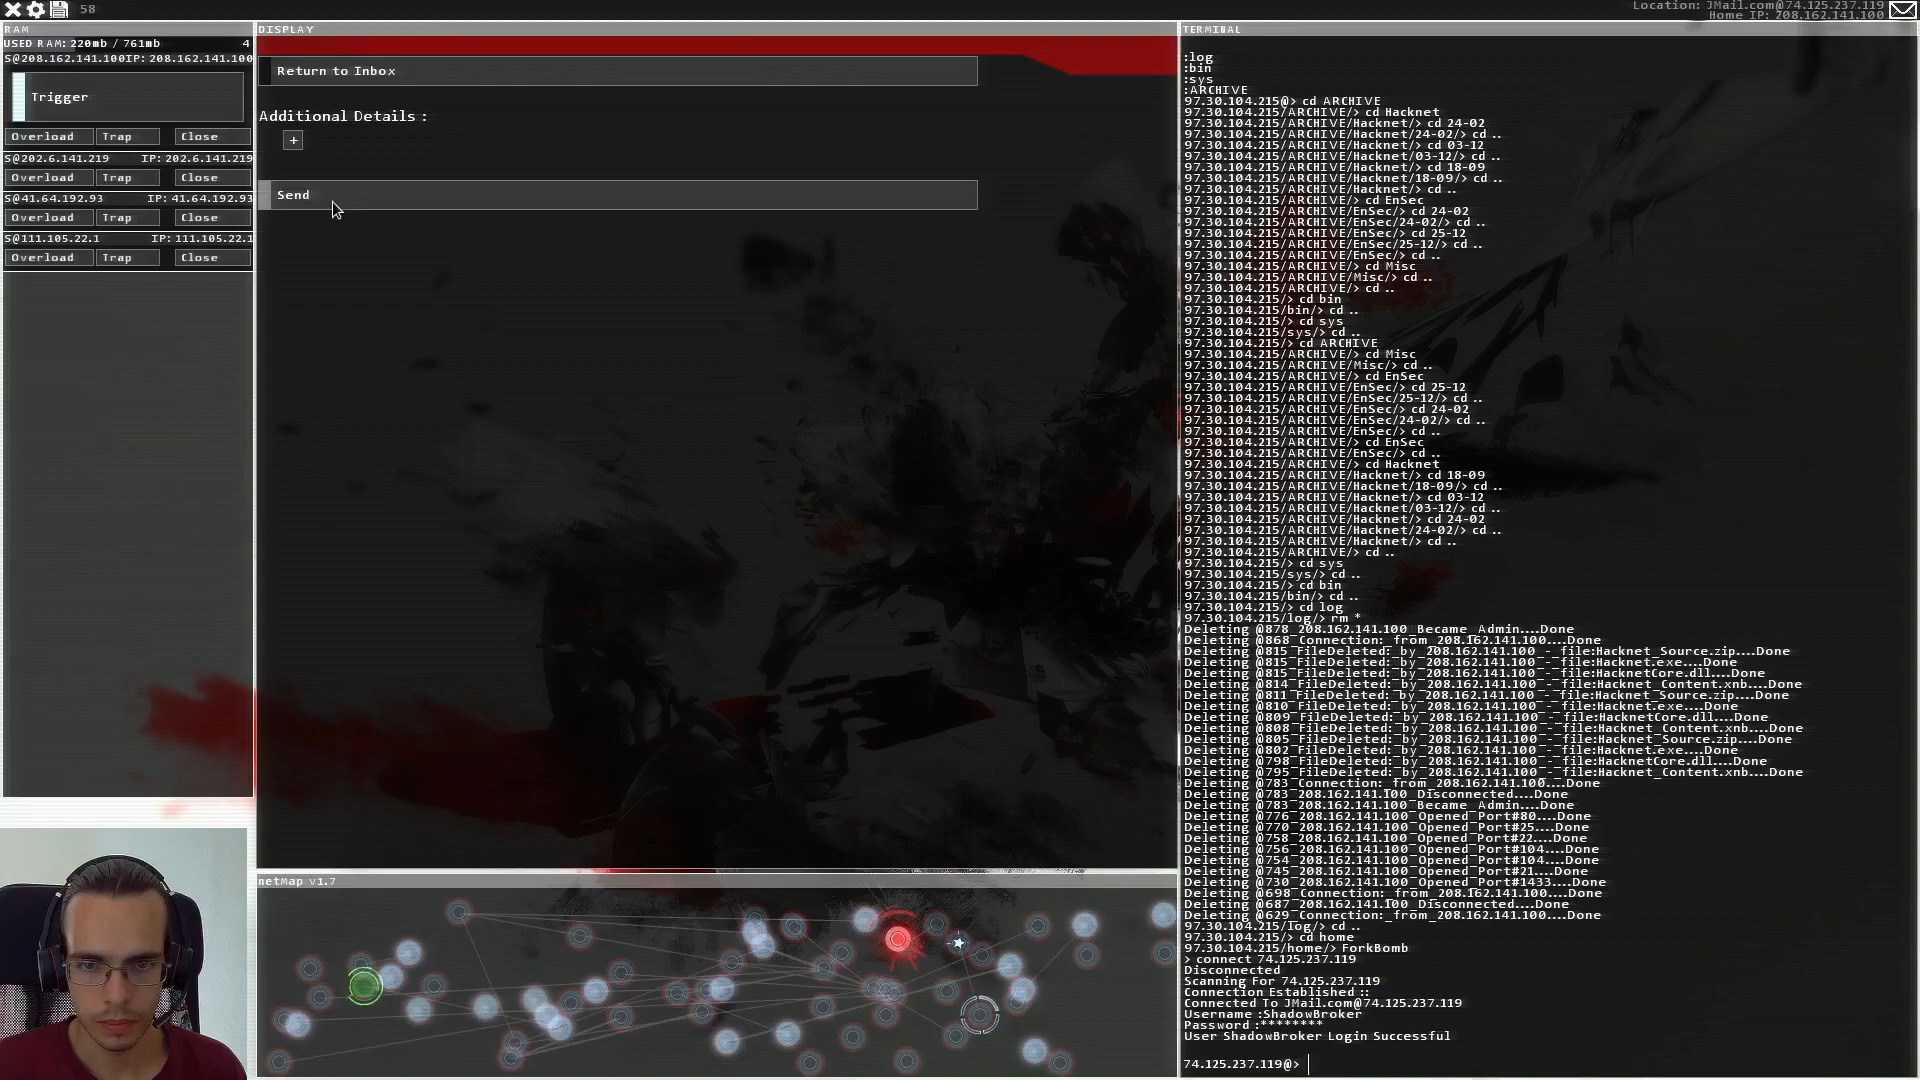 58
Location: JMail.com@74.125.237.119
Home IP: 208.162.141.100
RAM
USED RAM: 220mb / 761mb 4
S@208.162.141.100IP: 208.162.141.100
Trigger
Overload Trap Close
S@202.6.141.219 IP: 202.6.141.219
Overload Trap Close
S@41.64.192.93 IP: 41.64.192.93
Overload Trap Close
S@111.105.22.1 IP: 111.105.22.1
Overload Trap Close
DISPLAY
Return to Inbox
Additional Details :
+
Send
netMap v1.7
TERMINAL
:log
:bin
:sys
:ARCHIVE
97.30.104.215@> cd ARCHIVE
97.30.104.215/ARCHIVE/> cd Hacknet
97.30.104.215/ARCHIVE/Hacknet/> cd 24-02
97.30.104.215/ARCHIVE/Hacknet/24-02/> cd ..
97.30.104.215/ARCHIVE/Hacknet/> cd 03-12
97.30.104.215/ARCHIVE/Hacknet/03-12/> cd ..
97.30.104.215/ARCHIVE/Hacknet/> cd 18-09
97.30.104.215/ARCHIVE/Hacknet/18-09/> cd ..
97.30.104.215/ARCHIVE/Hacknet/> cd ..
97.30.104.215/ARCHIVE/> cd EnSec
97.30.104.215/ARCHIVE/EnSec/> cd 24-02
97.30.104.215/ARCHIVE/EnSec/24-02/> cd ..
97.30.104.215/ARCHIVE/EnSec/> cd 25-12
97.30.104.215/ARCHIVE/EnSec/25-12/> cd ..
97.30.104.215/ARCHIVE/EnSec/> cd ..
97.30.104.215/ARCHIVE/> cd Misc
97.30.104.215/ARCHIVE/Misc/> cd ..
97.30.104.215/ARCHIVE/> cd ..
97.30.104.215/> cd bin
97.30.104.215/bin/> cd ..
97.30.104.215/> cd sys
97.30.104.215/sys/> cd ..
97.30.104.215/> cd ARCHIVE
97.30.104.215/ARCHIVE/> cd Misc
97.30.104.215/ARCHIVE/Misc/> cd ..
97.30.104.215/ARCHIVE/> cd EnSec
97.30.104.215/ARCHIVE/EnSec/> cd 25-12
97.30.104.215/ARCHIVE/EnSec/25-12/> cd ..
97.30.104.215/ARCHIVE/EnSec/> cd 24-02
97.30.104.215/ARCHIVE/EnSec/24-02/> cd ..
97.30.104.215/ARCHIVE/EnSec/> cd ..
97.30.104.215/ARCHIVE/> cd EnSec
97.30.104.215/ARCHIVE/EnSec/> cd ..
97.30.104.215/ARCHIVE/> cd Hacknet
97.30.104.215/ARCHIVE/Hacknet/> cd 18-09
97.30.104.215/ARCHIVE/Hacknet/18-09/> cd ..
97.30.104.215/ARCHIVE/Hacknet/> cd 03-12
97.30.104.215/ARCHIVE/Hacknet/03-12/> cd ..
97.30.104.215/ARCHIVE/Hacknet/> cd 24-02
97.30.104.215/ARCHIVE/Hacknet/24-02/> cd ..
97.30.104.215/ARCHIVE/Hacknet/> cd ..
97.30.104.215/ARCHIVE/> cd ..
97.30.104.215/> cd sys
97.30.104.215/sys/> cd ..
97.30.104.215/> cd bin
97.30.104.215/bin/> cd ..
97.30.104.215/> cd log
97.30.104.215/log/> rm *
Deleting @878_208.162.141.100_Became_Admin....Done
Deleting @868_Connection:_from_208.162.141.100....Done
Deleting @815_FileDeleted:_by_208.162.141.100_-_file:Hacknet_Source.zip....Done
Deleting @815_FileDeleted:_by_208.162.141.100_-_file:Hacknet.exe....Done
Deleting @815_FileDeleted:_by_208.162.141.100_-_file:HacknetCore.dll....Done
Deleting @814_FileDeleted:_by_208.162.141.100_-_file:Hacknet_Content.xnb....Done
Deleting @811_FileDeleted:_by_208.162.141.100_-_file:Hacknet_Source.zip....Done
Deleting @810_FileDeleted:_by_208.162.141.100_-_file:Hacknet.exe....Done
Deleting @809_FileDeleted:_by_208.162.141.100_-_file:HacknetCore.dll....Done
Deleting @808_FileDeleted:_by_208.162.141.100_-_file:Hacknet_Content.xnb....Done
Deleting @805_FileDeleted:_by_208.162.141.100_-_file:Hacknet_Source.zip....Done
Deleting @802_FileDeleted:_by_208.162.141.100_-_file:Hacknet.exe....Done
Deleting @798_FileDeleted:_by_208.162.141.100_-_file:HacknetCore.dll....Done
Deleting @795_FileDeleted:_by_208.162.141.100_-_file:Hacknet_Content.xnb....Done
Deleting @783_Connection:_from_208.162.141.100....Done
Deleting @783_208.162.141.100_Disconnected....Done
Deleting @783_208.162.141.100_Became_Admin....Done
Deleting @776_208.162.141.100_Opened_Port#80....Done
Deleting @770_208.162.141.100_Opened_Port#25....Done
Deleting @758_208.162.141.100_Opened_Port#22....Done
Deleting @756_208.162.141.100_Opened_Port#104....Done
Deleting @754_208.162.141.100_Opened_Port#104....Done
Deleting @745_208.162.141.100_Opened_Port#21....Done
Deleting @730_208.162.141.100_Opened_Port#1433....Done
Deleting @698_Connection:_from_208.162.141.100....Done
Deleting @687_208.162.141.100_Disconnected....Done
Deleting @629_Connection:_from_208.162.141.100....Done
97.30.104.215/log/> cd ..
97.30.104.215/> cd home
97.30.104.215/home/> ForkBomb
> connect 74.125.237.119
Disconnected
Scanning For 74.125.237.119
Connection Established ::
Connected To JMail.com@74.125.237.119
Username :ShadowBroker
Password :********
User ShadowBroker Login Successful
74.125.237.119@>